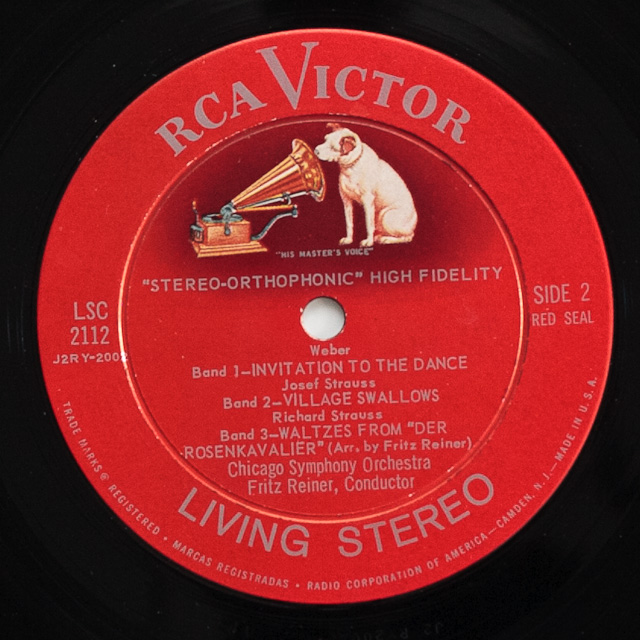 RCA VICTOR
"HIS MASTER'S VOICE"
"STEREO-ORTHOPHONIC" HIGH FIDELITY
LSC
2112
J2RY-200
SIDE 2
RED SEAL
Weber
Band 1—INVITATION TO THE DANCE
Josef Strauss
Band 2—VILLAGE SWALLOWS
Richard Strauss
Band 3—WALTZES FROM "DER
ROSENKAVALIER" (Arr. by Fritz Reiner)
Chicago Symphony Orchestra
Fritz Reiner, Conductor
LIVING STEREO
TRADE MARKS ® REGISTERED • MARCAS REGISTRADAS • RADIO CORPORATION OF AMERICA—CAMDEN, N. J.—MADE IN U. S. A.